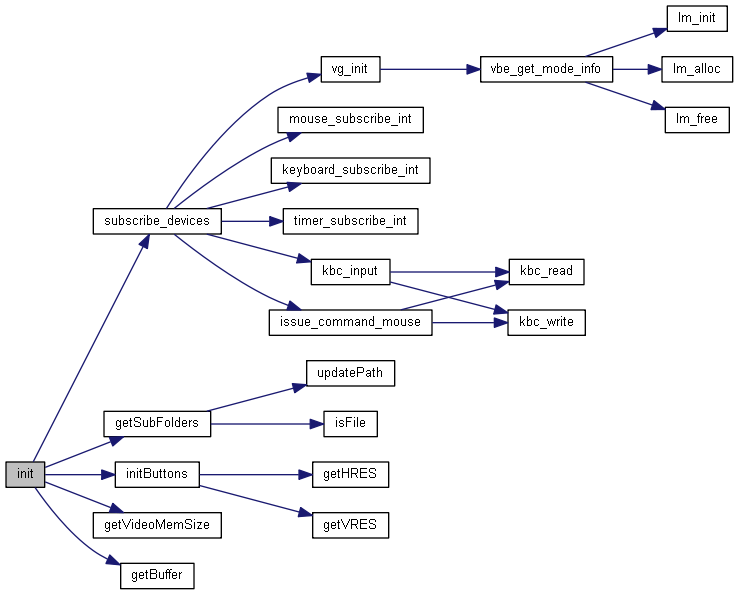 lm_init
vg_init
vbe_get_mode_info
lm_alloc
mouse_subscribe_int
lm_free
keyboard_subscribe_int
subscribe_devices
timer_subscribe_int
kbc_input
kbc_read
issue_command_mouse
kbc_write
updatePath
getSubFolders
isFile
init
initButtons
getHRES
getVideoMemSize
getVRES
getBuffer